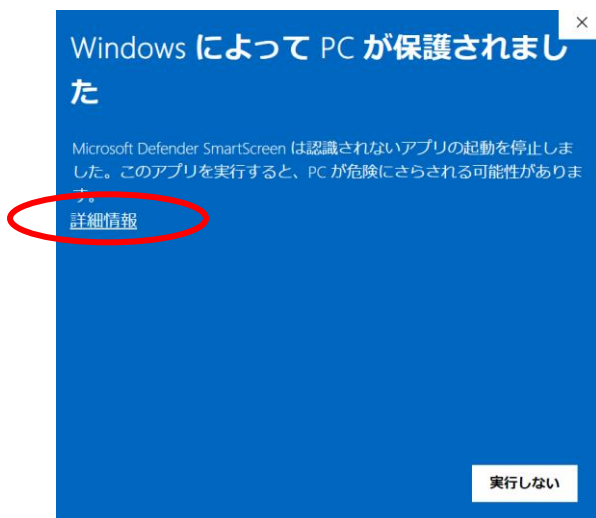 Windows によって PC が保護されまし
た
Microsoft Defender SmartScreen は認識されないアプリの起動を停止しま
した。このアプリを実行すると、PC が危険にさらされる可能性がありま
す。
詳細情報
実行しない